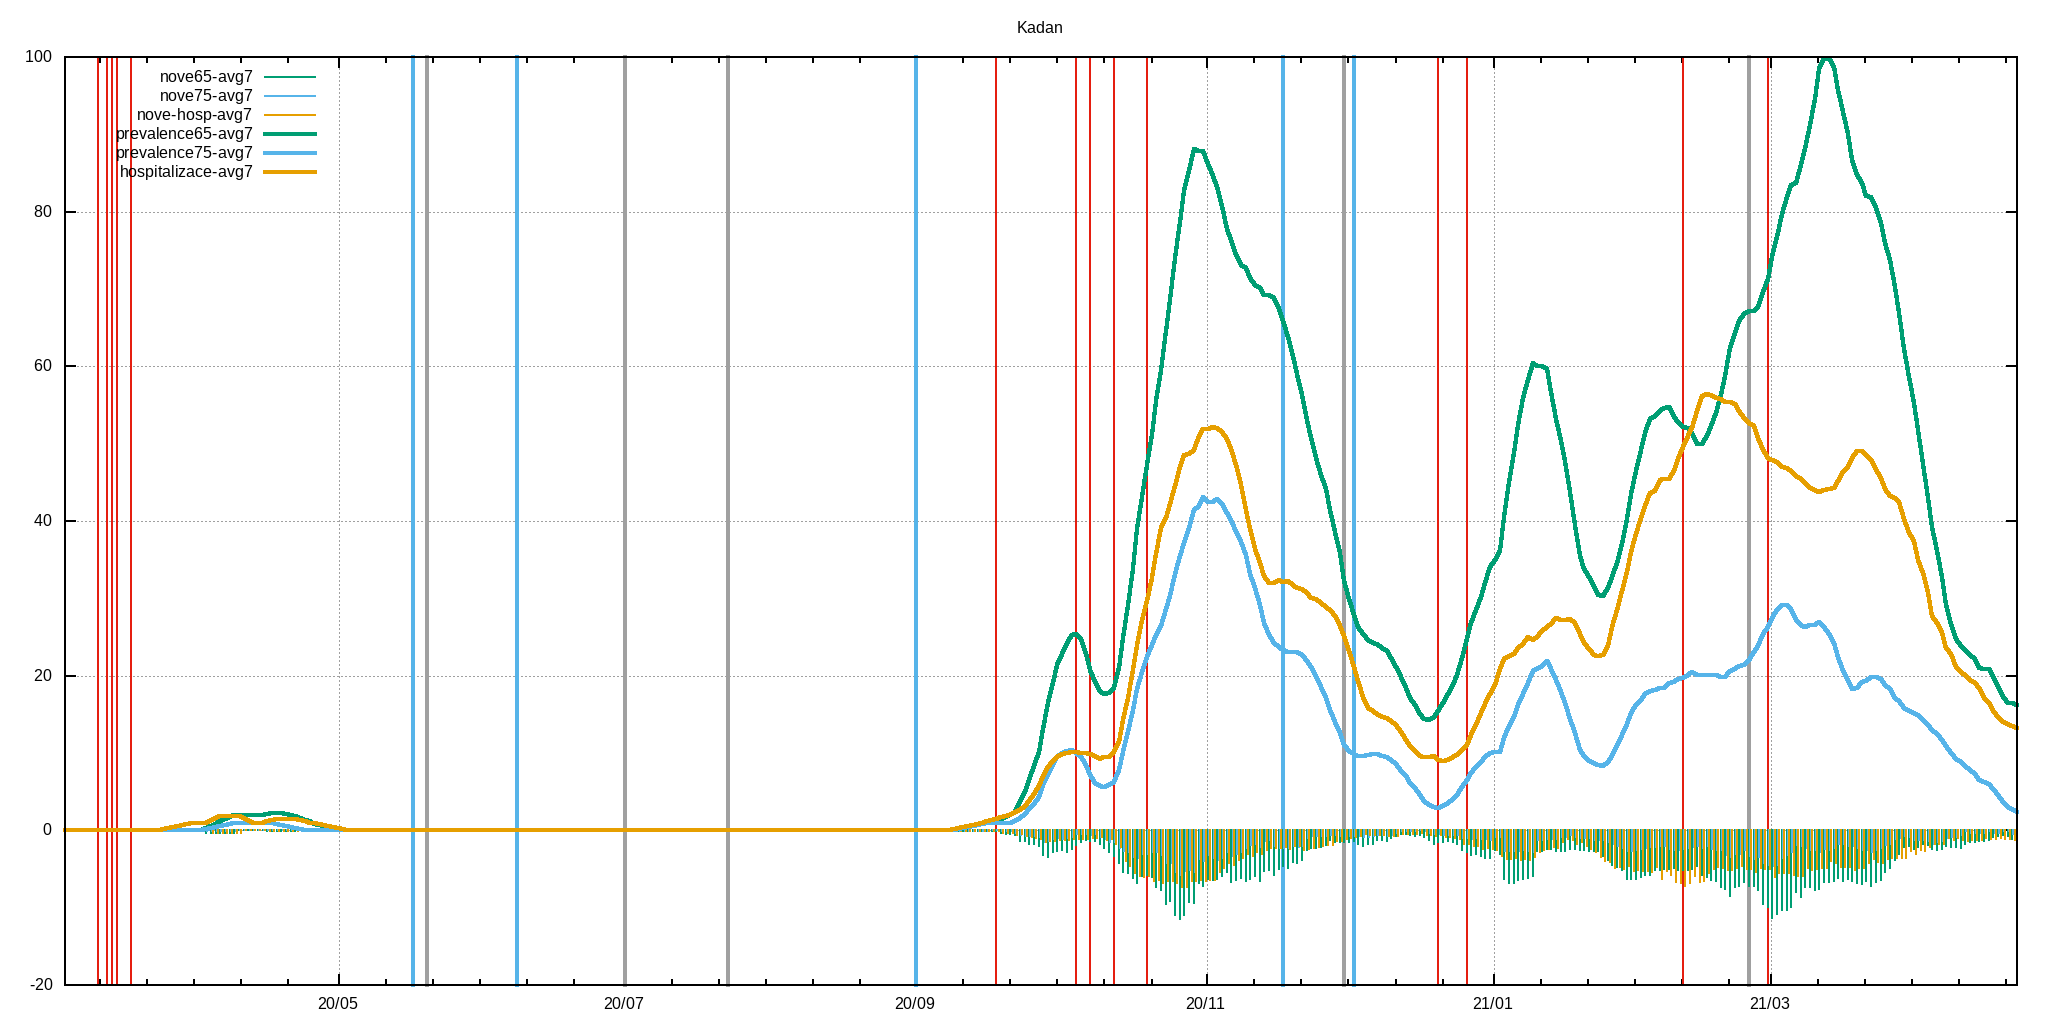 Kadan
100
nove65-avg7
nove75-avg7
nove-hosp-avg7
prevalence65-avg7
prevalence75-avg7
hospitalizace-avg7
80
60
40
20
0
-20
20/05 20/07 20/09 20/11 21/01 21/03